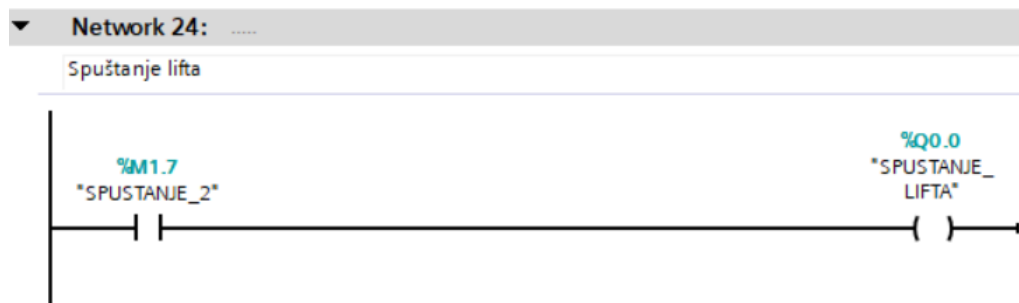 Network 24: .....
Spuštanje lifta
%Q0.0
"SPUSTANJE_
LIFTA"
%M1.7
"SPUSTANJE_2"